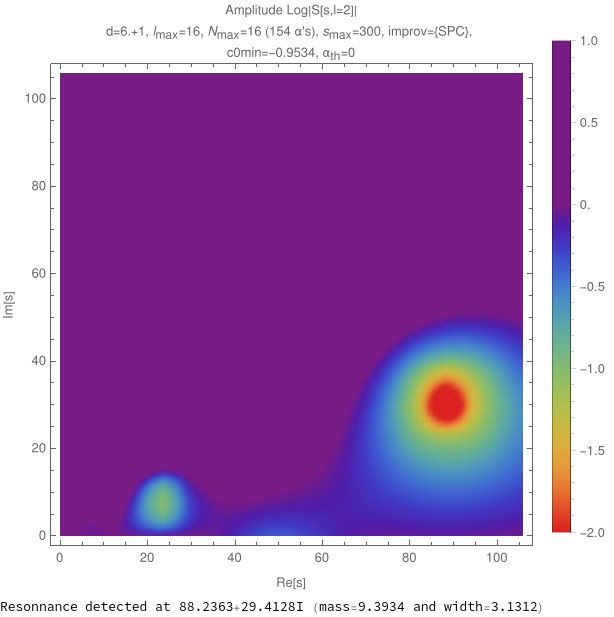 Amplitude Log|S[s,l=2]|
d=6.+1, lmax=16, Nmax=16 (154 α's), smax=300, improv={SPC},
c0min=−0.9534, αth=0
1.0
0.5
0.
−0.5
−1.0
−1.5
−2.0
100
80
60
40
20
0
Im[s]
0 20 40 60 80 100
Re[s]
Resonnance detected at 88.2363+29.4128I (mass=9.3934 and width=3.1312)